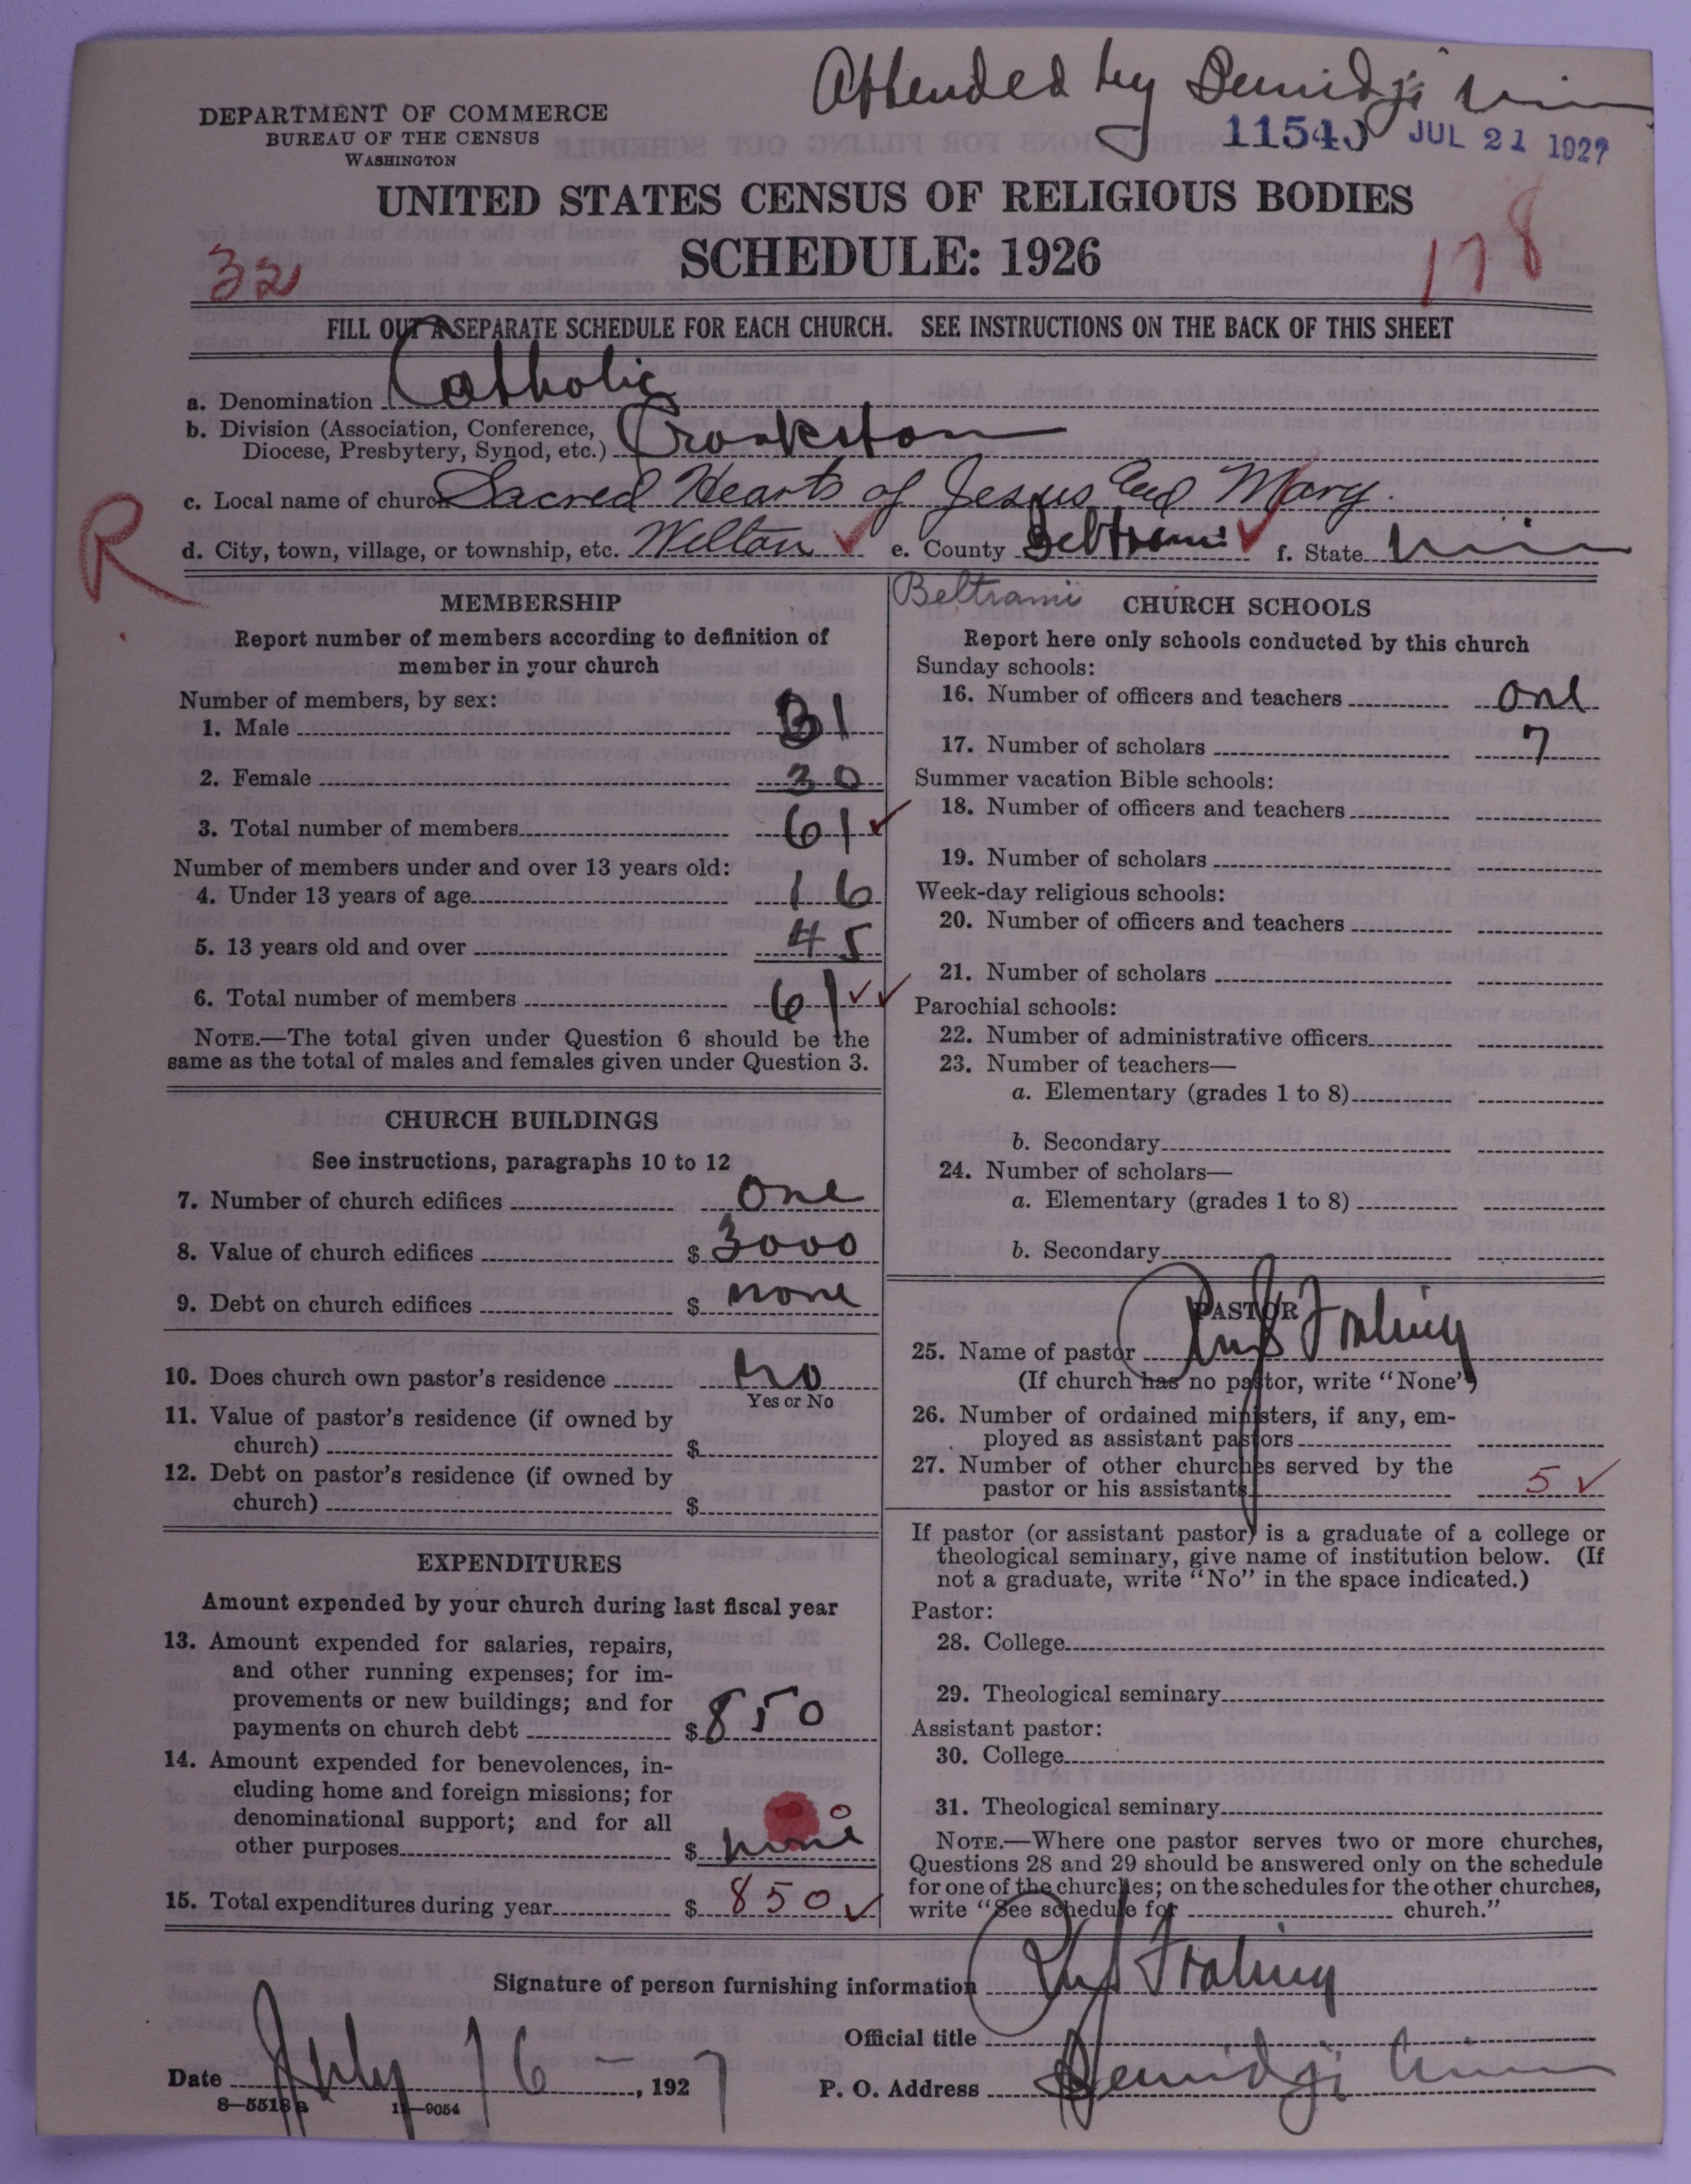 Attended by Bemidji Minn
DEPARTMENT OF COMMERCE
BUREAU OF THE CENSUS
WASHINGTON
11540 JUL 21 1927
UNITED STATES CENSUS OF RELIGIOUS BODIES
SCHEDULE: 1926
32
178
FILL OUT A SEPARATE SCHEDULE FOR EACH CHURCH. SEE INSTRUCTIONS ON THE BACK OF THIS SHEET
a. Denomination Catholic
b. Division (Association, Conference, Diocese, Presbytery, Synod, etc.) Crookston
c. Local name of church Sacred Hearts of Jesus and Mary.
R
d. City, town, village, or township, etc. Wilton e. County Beltrami f. State Minn
MEMBERSHIP
Report number of members according to definition of
member in your church
Number of members, by sex:
1. Male 31
2. Female 30
3. Total number of members 61
Number of members under and over 13 years old:
4. Under 13 years of age 16
5. 13 years old and over 45
6. Total number of members 61
NOTE.—The total given under Question 6 should be the
same as the total of males and females given under Question 3.
CHURCH BUILDINGS
See instructions, paragraphs 10 to 12
7. Number of church edifices one
8. Value of church edifices $ 3000
9. Debt on church edifices $ none
10. Does church own pastor's residence no
Yes or No
11. Value of pastor's residence (if owned by
church) $
12. Debt on pastor's residence (if owned by
church) $
EXPENDITURES
Amount expended by your church during last fiscal year
13. Amount expended for salaries, repairs,
and other running expenses; for im-
provements or new buildings; and for
payments on church debt $ 850
14. Amount expended for benevolences, in-
cluding home and foreign missions; for
denominational support; and for all
other purposes $ none
15. Total expenditures during year $ 850
Beltrami
CHURCH SCHOOLS
Report here only schools conducted by this church
Sunday schools:
16. Number of officers and teachers one
17. Number of scholars 7
Summer vacation Bible schools:
18. Number of officers and teachers
19. Number of scholars
Week-day religious schools:
20. Number of officers and teachers
21. Number of scholars
Parochial schools:
22. Number of administrative officers
23. Number of teachers—
a. Elementary (grades 1 to 8)
b. Secondary
24. Number of scholars—
a. Elementary (grades 1 to 8)
b. Secondary
PASTOR
25. Name of pastor
(If church has no pastor, write "None")
26. Number of ordained ministers, if any, em-
ployed as assistant pastors
27. Number of other churches served by the
pastor or his assistants 5
If pastor (or assistant pastor) is a graduate of a college or
theological seminary, give name of institution below. (If
not a graduate, write "No" in the space indicated.)
Pastor:
28. College
29. Theological seminary
Assistant pastor:
30. College
31. Theological seminary
NOTE.—Where one pastor serves two or more churches,
Questions 28 and 29 should be answered only on the schedule
for one of the churches; on the schedules for the other churches,
write "See schedule for church."
Signature of person furnishing information
Official title
Date July 16 -, 1927
P. O. Address Bemidji Minn
8—5518a 11—9054